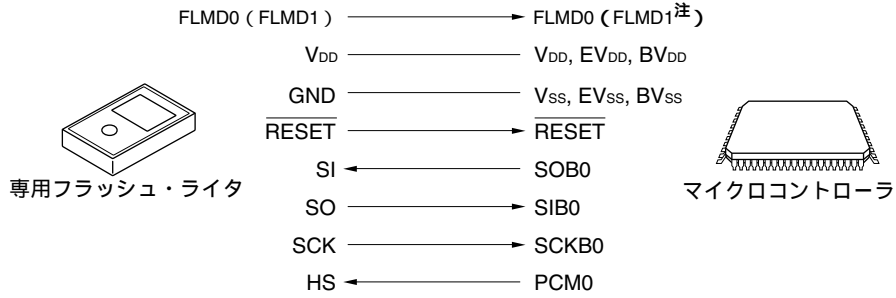 FLMD0（FLMD1） FLMD0（FLMD1注）
VDD VDD, EVDD, BVDD
GND VSS, EVSS, BVSS
RESET RESET
SI SOB0
専用フラッシュ・ライタ マイクロコントローラ
SO SIB0
SCK SCKB0
HS PCM0